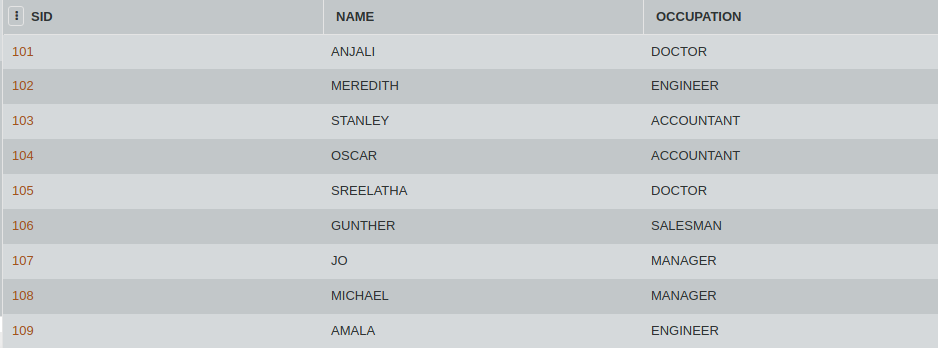 SID NAME OCCUPATION
101 ANJALI DOCTOR
102 MEREDITH ENGINEER
103 STANLEY ACCOUNTANT
104 OSCAR ACCOUNTANT
105 SREELATHA DOCTOR
106 GUNTHER SALESMAN
107 JO MANAGER
108 MICHAEL MANAGER
109 AMALA ENGINEER